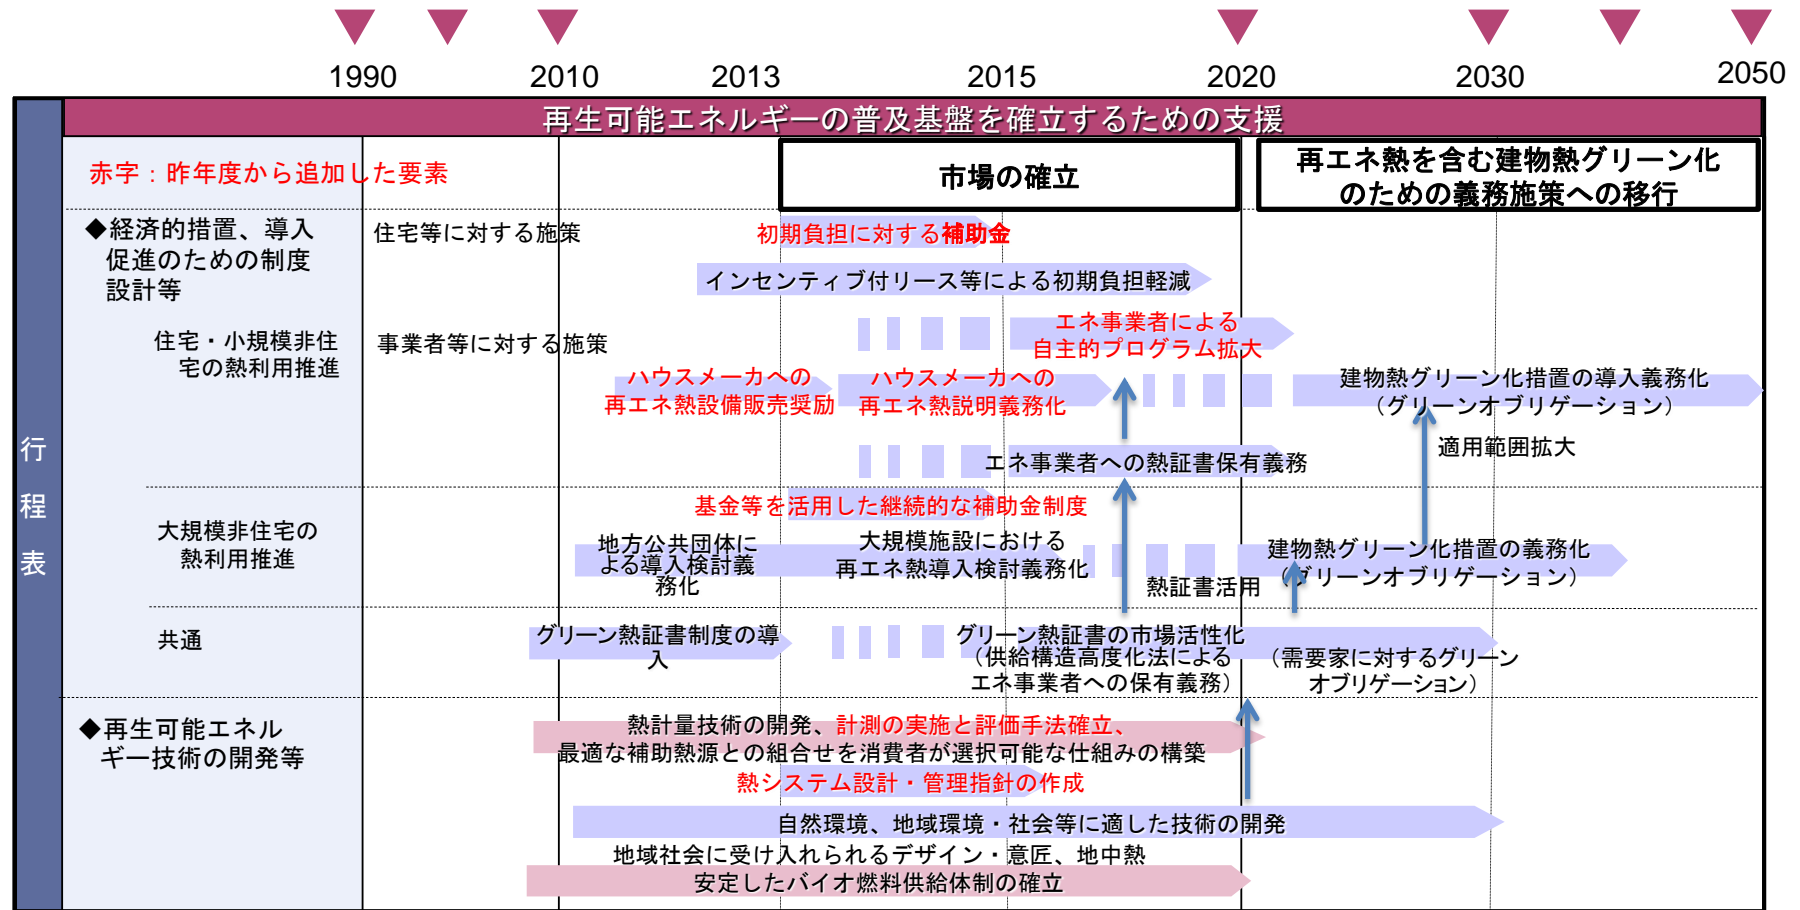 1990 2010 2013 2015 2020 2030 2050
行程表
再生可能エネルギーの普及基盤を確立するための支援
赤字：昨年度から追加した要素
市場の確立
再エネ熱を含む建物熱グリーン化
のための義務施策への移行
◆経済的措置、導入
促進のための制度
設計等
住宅等に対する施策
初期負担に対する補助金
インセンティブ付リース等による初期負担軽減
住宅・小規模非住
宅の熱利用推進
事業者等に対する施策
エネ事業者による
自主的プログラム拡大
ハウスメーカへの
再エネ熱設備販売奨励
ハウスメーカへの
再エネ熱説明義務化
建物熱グリーン化措置の導入義務化
（グリーンオブリゲーション）
適用範囲拡大
エネ事業者への熱証書保有義務
基金等を活用した継続的な補助金制度
大規模非住宅の
熱利用推進
地方公共団体に
よる導入検討義
務化
大規模施設における
再エネ熱導入検討義務化
建物熱グリーン化措置の義務化
（グリーンオブリゲーション）
熱証書活用
共通
グリーン熱証書制度の導
入
グリーン熱証書の市場活性化
（供給構造高度化法による
エネ事業者への保有義務）
（需要家に対するグリーン
オブリゲーション）
◆再生可能エネル
ギー技術の開発等
熱計量技術の開発、計測の実施と評価手法確立、
最適な補助熱源との組合せを消費者が選択可能な仕組みの構築
熱システム設計・管理指針の作成
自然環境、地域環境・社会等に適した技術の開発
地域社会に受け入れられるデザイン・意匠、地中熱
安定したバイオ燃料供給体制の確立